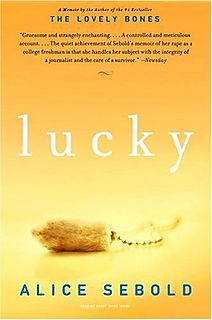 A Memoir by the Author of the #1 Bestseller
THE LOVELY BONES
"Gruesome and strangely enchanting. . . . A controlled and meticulous
account. . . . The quiet achievement of Sebold's memoir of her rape as a
college freshman is that she handles her subject with the integrity of
a journalist and the care of a survivor." —Newsday
lucky
ALICE SEBOLD